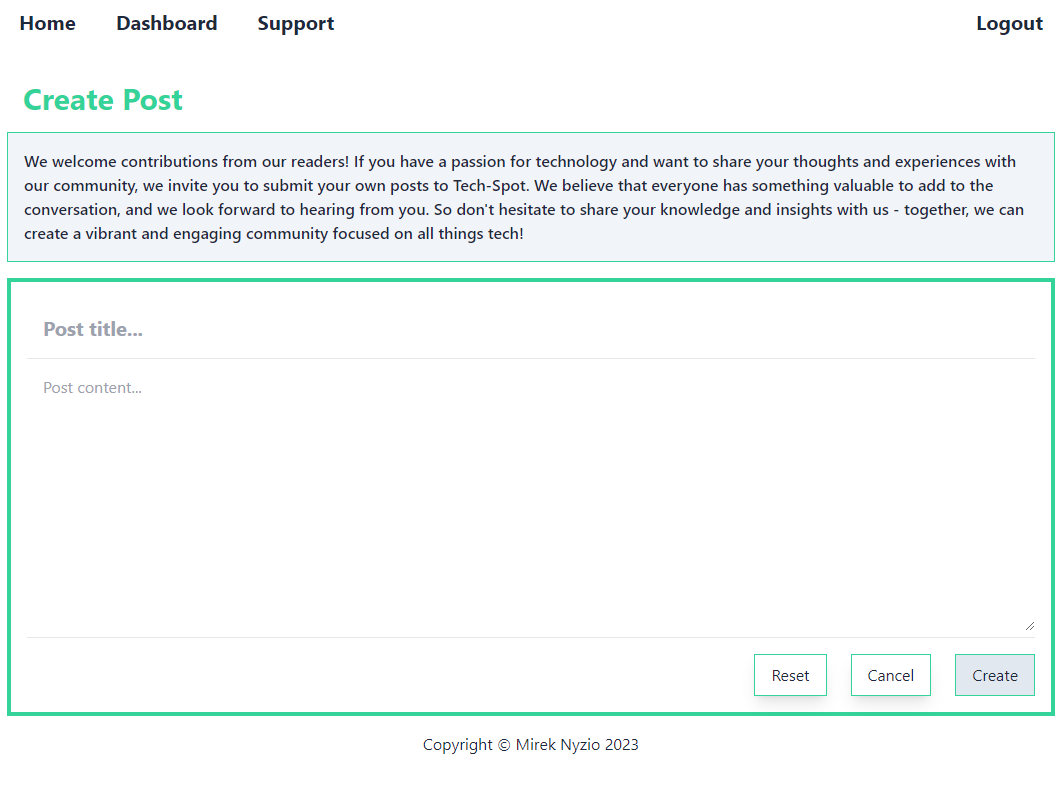 Home Dashboard Support Logout
Create Post
We welcome contributions from our readers! If you have a passion for technology and want to share your thoughts and experiences with
our community, we invite you to submit your own posts to Tech-Spot. We believe that everyone has something valuable to add to the
conversation, and we look forward to hearing from you. So don't hesitate to share your knowledge and insights with us - together, we can
create a vibrant and engaging community focused on all things tech!
Post title...
Post content...
Reset Cancel Create
Copyright © Mirek Nyzio 2023